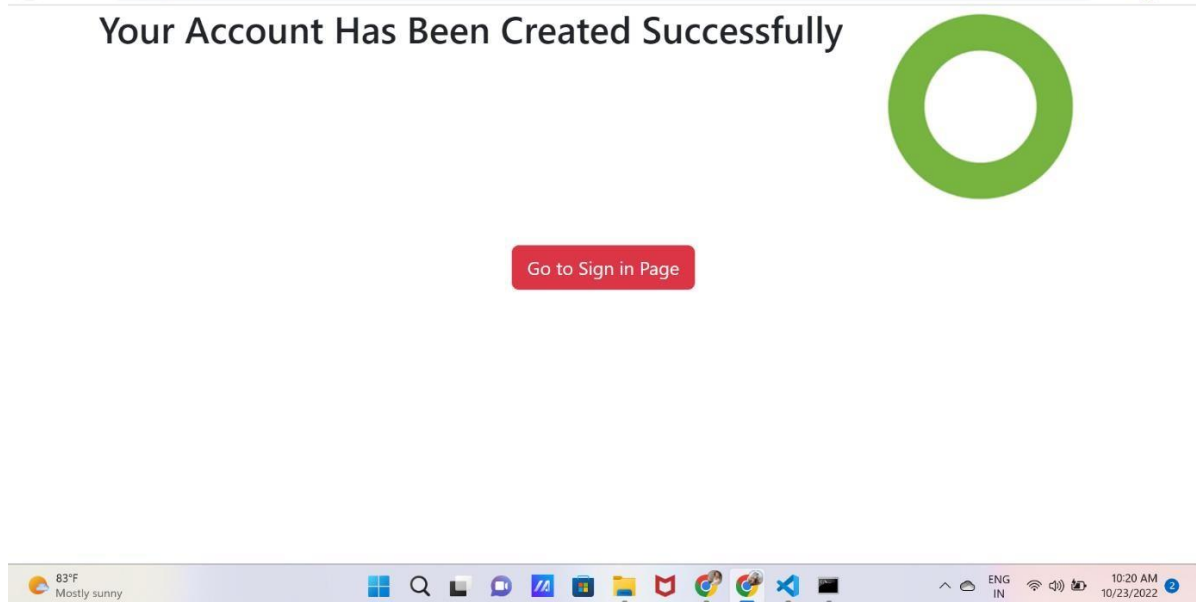 Your Account Has Been Created Successfully
Go to Sign in Page
83°F
Mostly sunny
ENG
IN
10:20 AM
10/23/2022
2